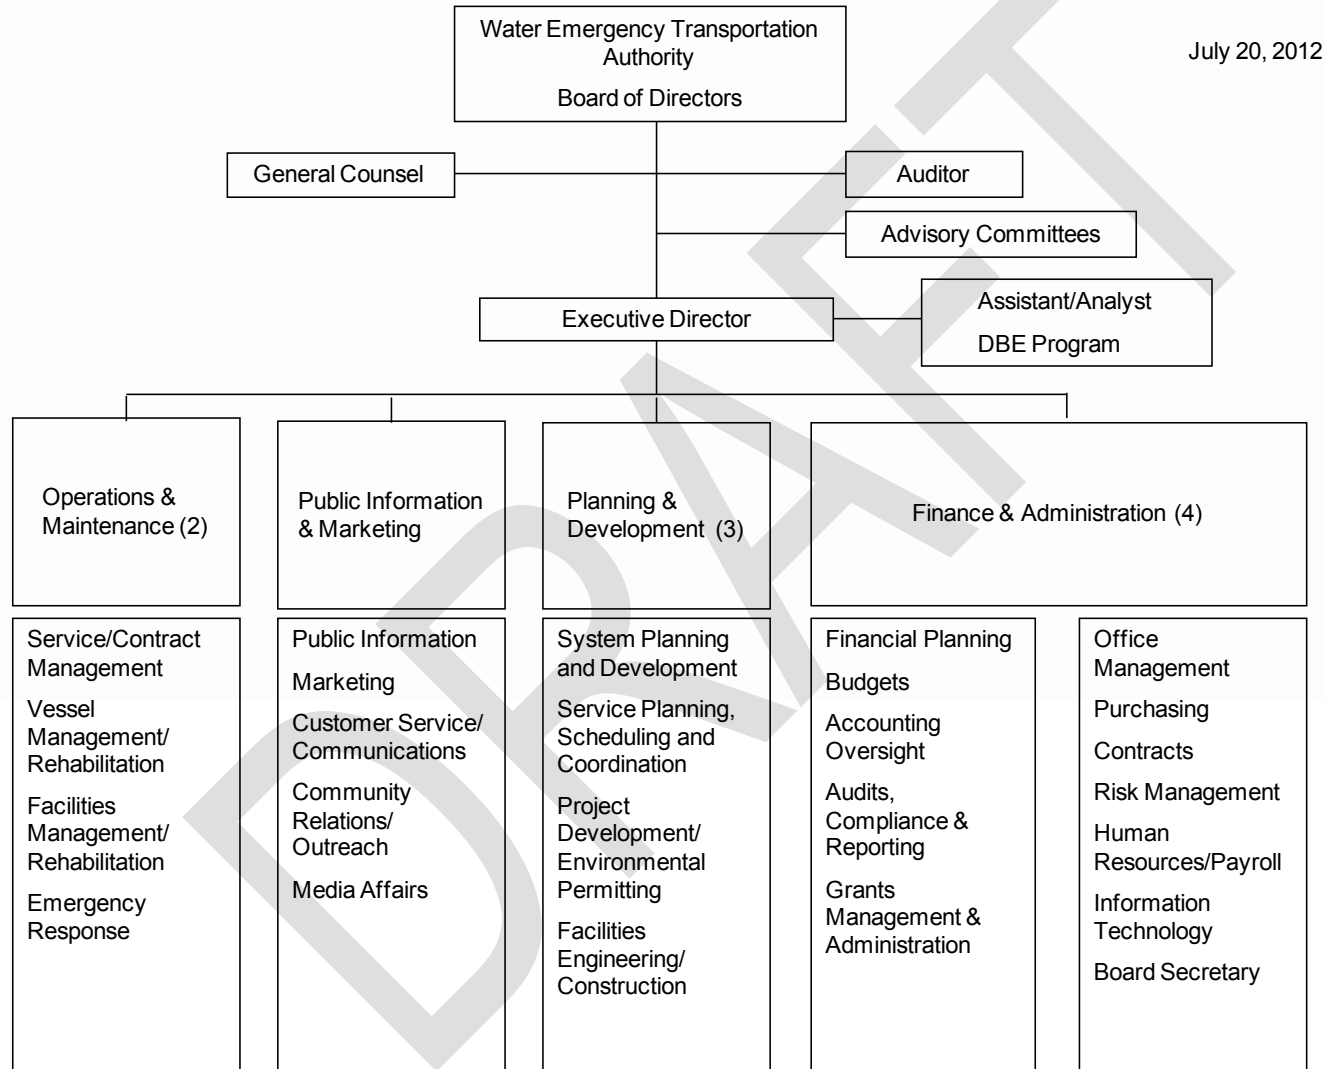 Water Emergency Transportation
Authority
Board of Directors
July 20, 2012
General Counsel
Auditor
Advisory Committees
Executive Director
Assistant/Analyst
DBE Program
Operations &
Maintenance (2)
Public Information
& Marketing
Planning &
Development (3)
Finance & Administration (4)
Service/Contract
Management
Vessel
Management/
Rehabilitation
Facilities
Management/
Rehabilitation
Emergency
Response
Public Information
Marketing
Customer Service/
Communications
Community
Relations/
Outreach
Media Affairs
System Planning
and Development
Service Planning,
Scheduling and
Coordination
Project
Development/
Environmental
Permitting
Facilities
Engineering/
Construction
Financial Planning
Budgets
Accounting
Oversight
Audits,
Compliance &
Reporting
Grants
Management &
Administration
Office
Management
Purchasing
Contracts
Risk Management
Human
Resources/Payroll
Information
Technology
Board Secretary
DRAFT